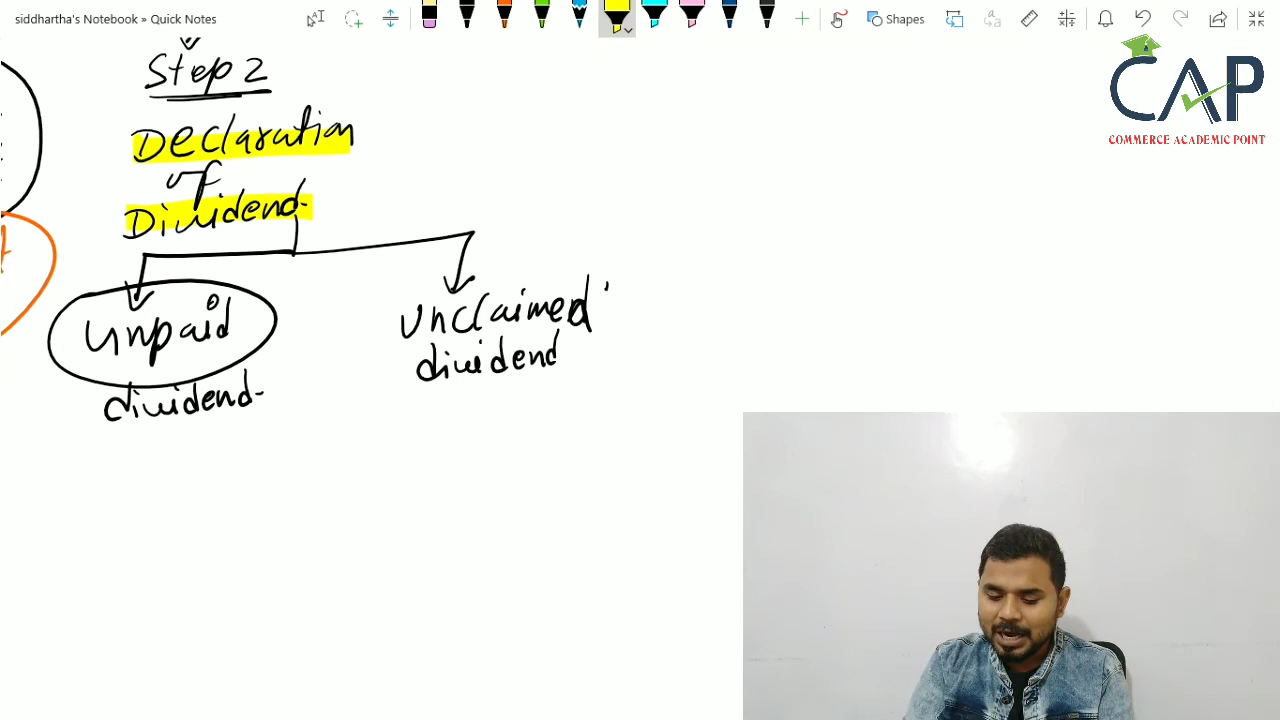 siddhartha's Notebook » Quick Notes
Shapes
CAP
COMMERCE ACADEMIC POINT
Step 2
Declaration
of
Dividend
Unpaid
dividend
Unclaimed
dividend